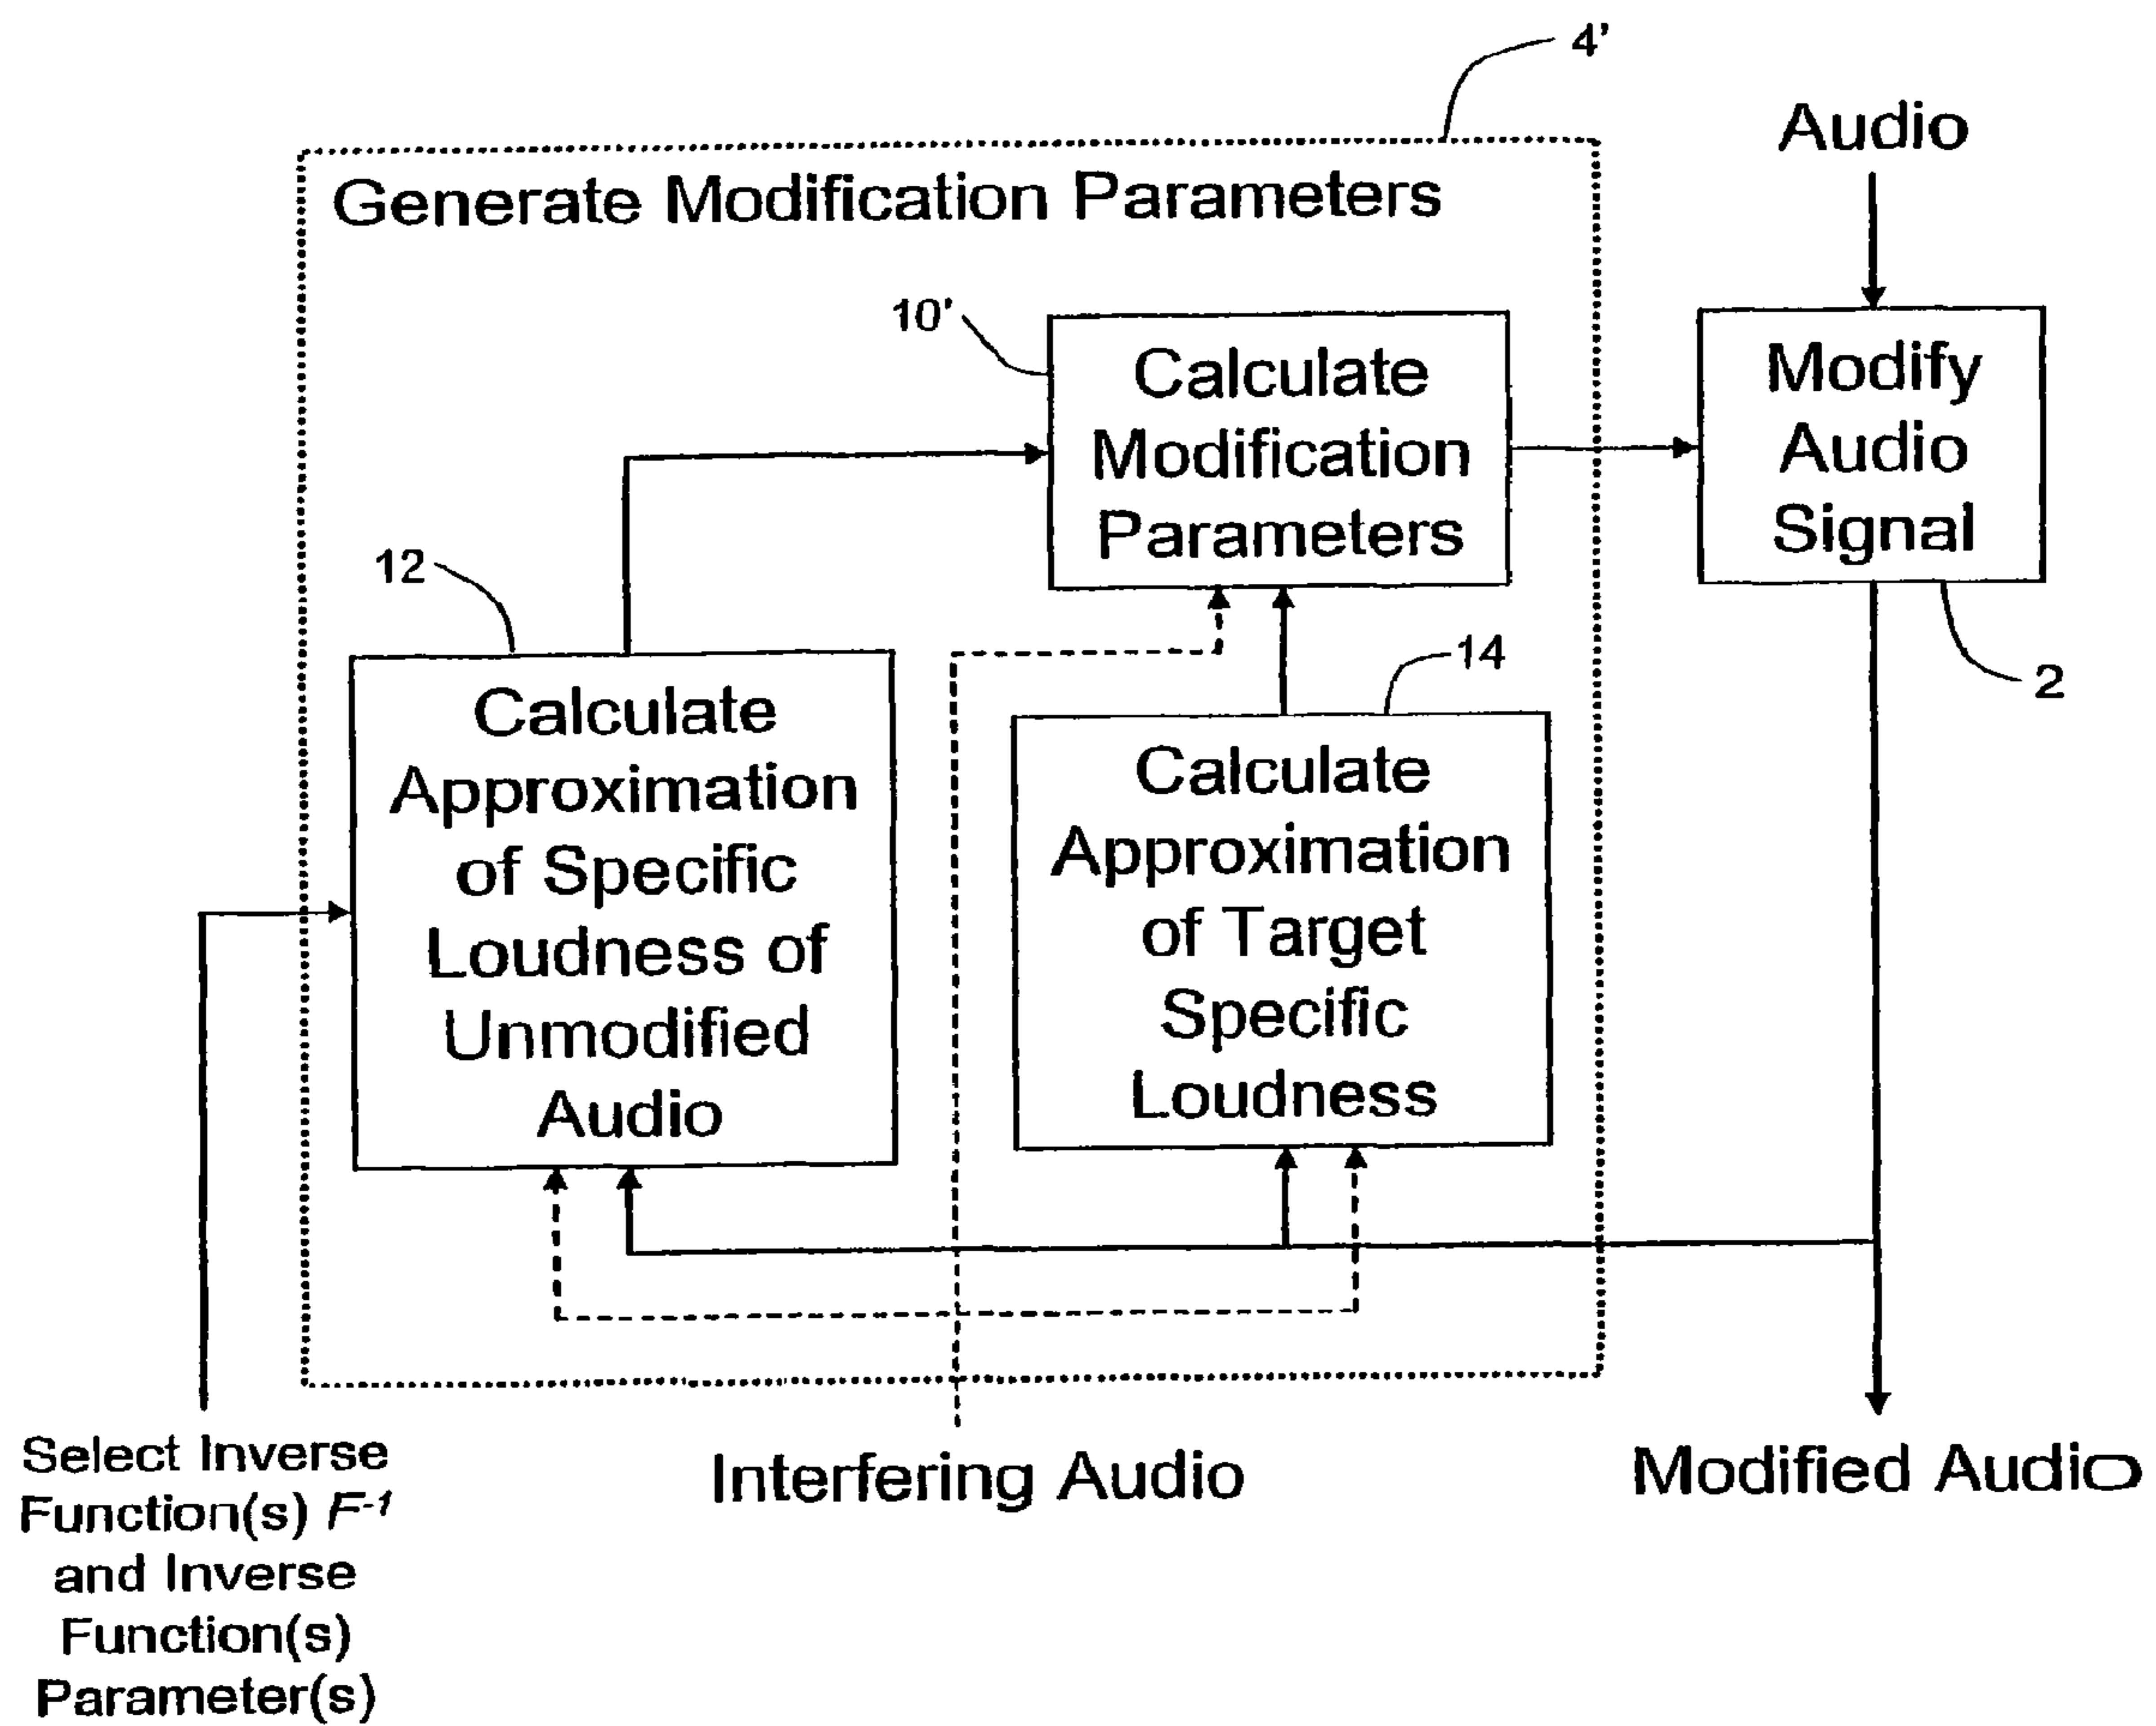 4’
Audio
Generate Modification Parameters
10'
Calculate
Modification
Parameters
Modify
Audio
Signal
12
14
2
Calculate
Approximation
of Specific
Loudness of
Unmodified
Audio
Calculate
Approximation
of Target
Specific
Loudness
Select Inverse
Function(s) F-1
and Inverse
Function(s)
Parameter(s)
Interfering Audio
Modified Audio